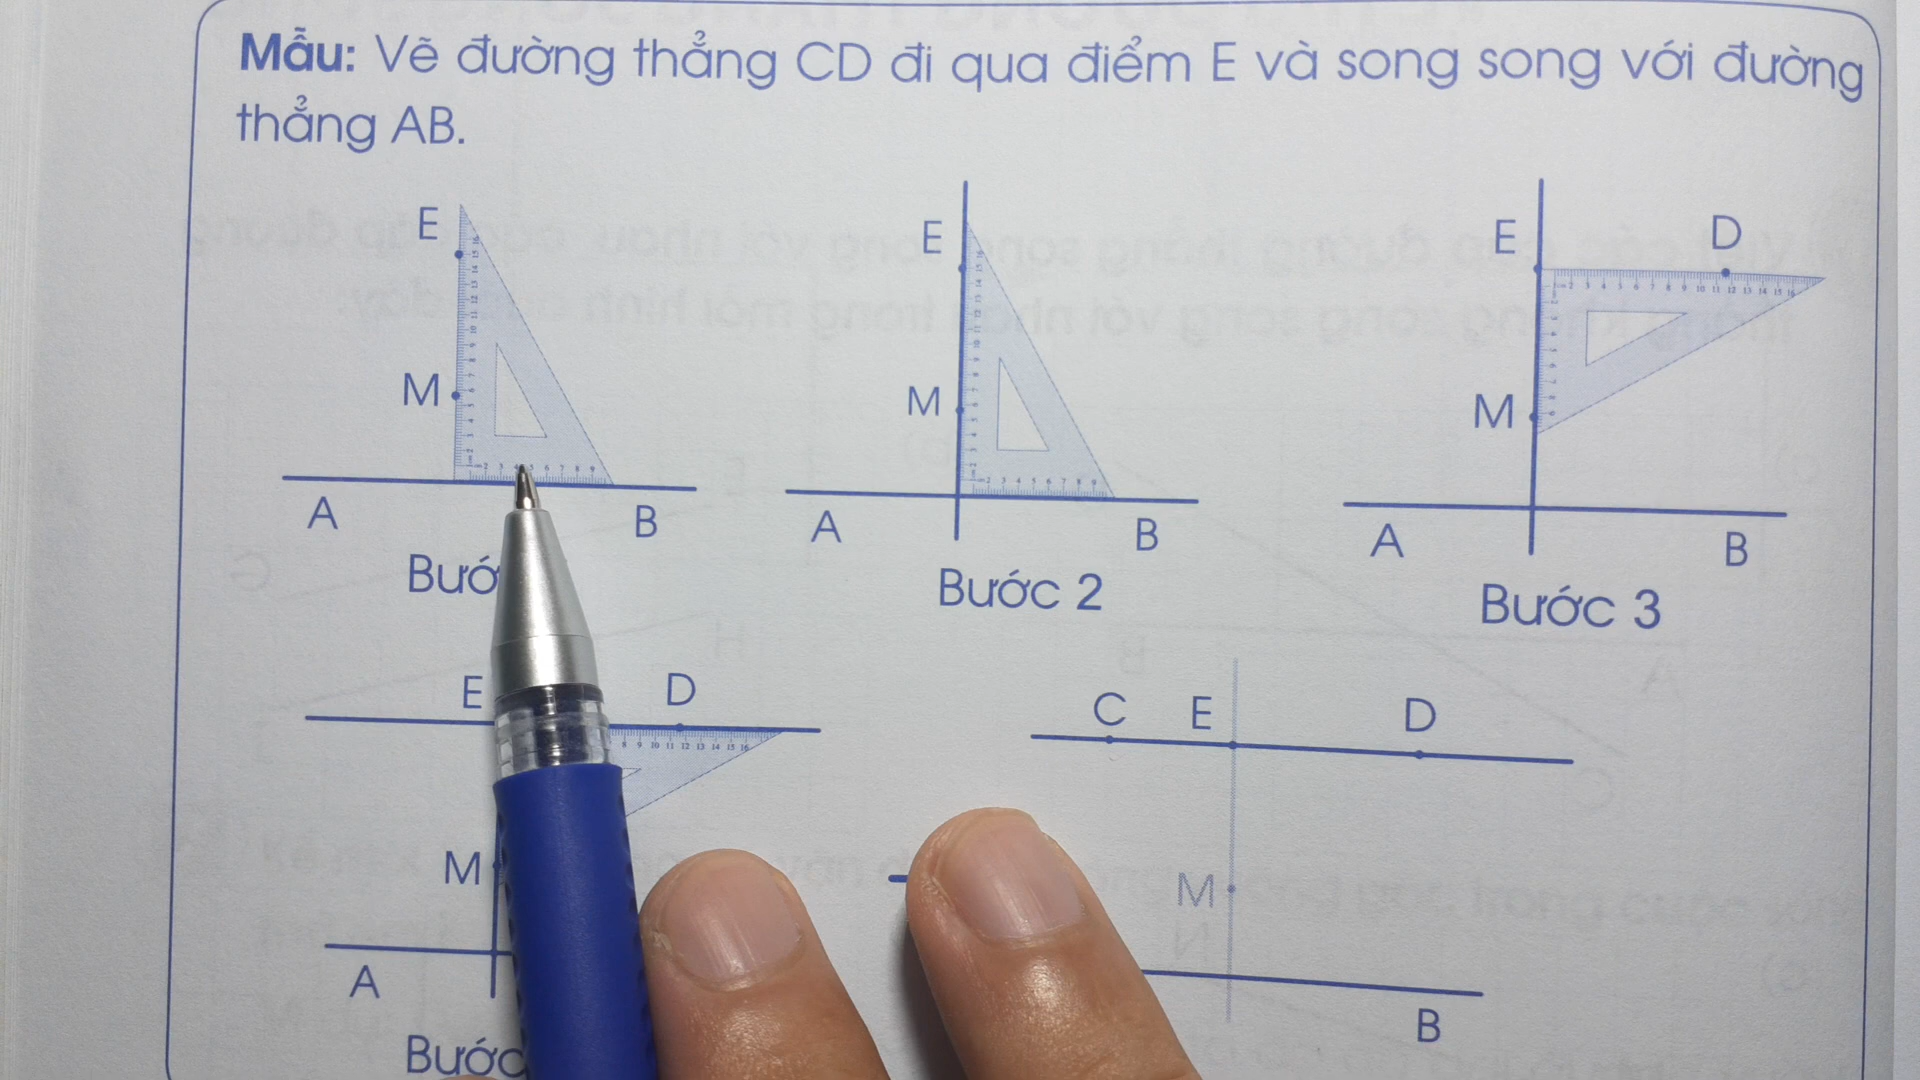 Mẫu: Vẽ đường thẳng CD đi qua điểm E và song song với đường
thẳng AB.
E
M
A
B
E
M
A
B
Bước 2
E
D
M
A
B
Bước 3
E
D
M
A
Bước
C
E
D
M
B